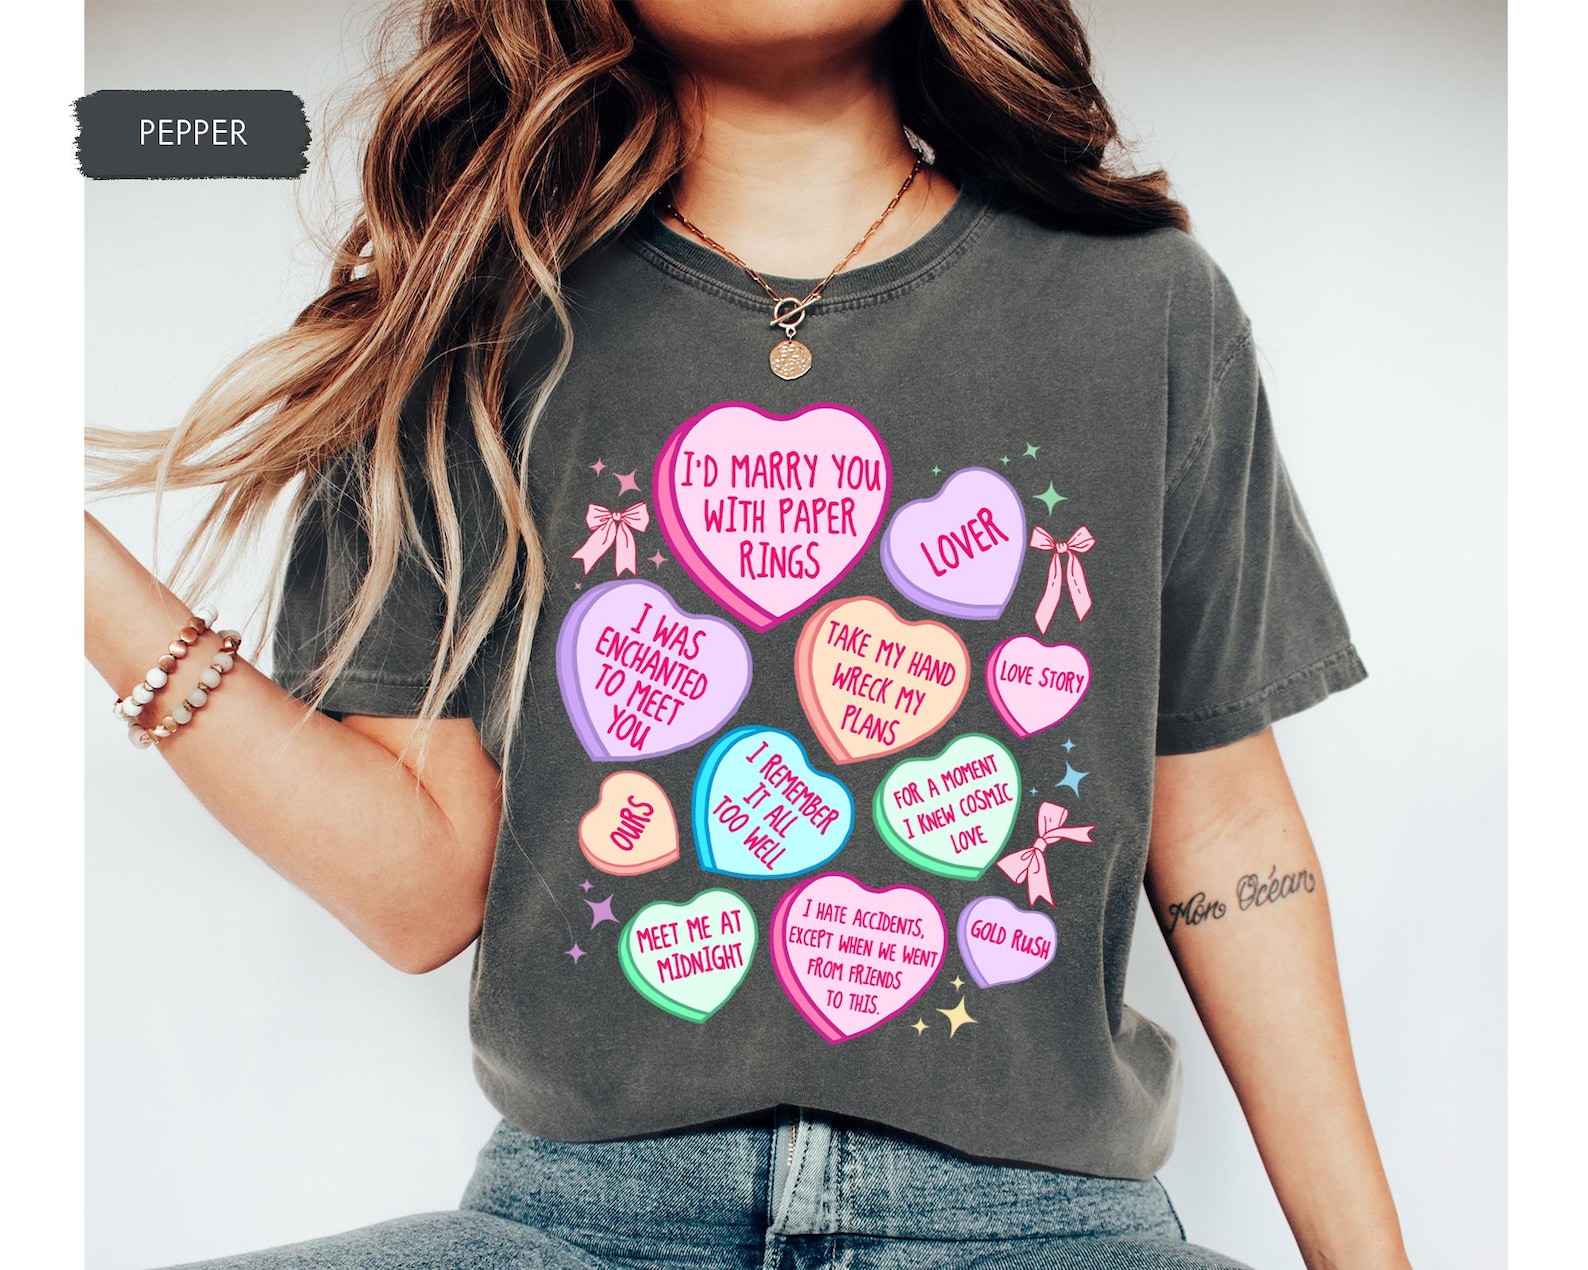 PEPPER
I'D MARRY YOU
WITH PAPER
RINGS
LOVER
I WAS
ENCHANTED
TO MEET
YOU
TAKE MY HAND
WRECK MY
PLANS
LOVE STORY
OURS
I REMEMBER
IT ALL
TOO WELL
FOR A MOMENT
I KNEW COSMIC
LOVE
MEET ME AT
MIDNIGHT
I HATE ACCIDENTS,
EXCEPT WHEN WE WENT
FROM FRIENDS
TO THIS.
GOLD RUSH
Mon Océan